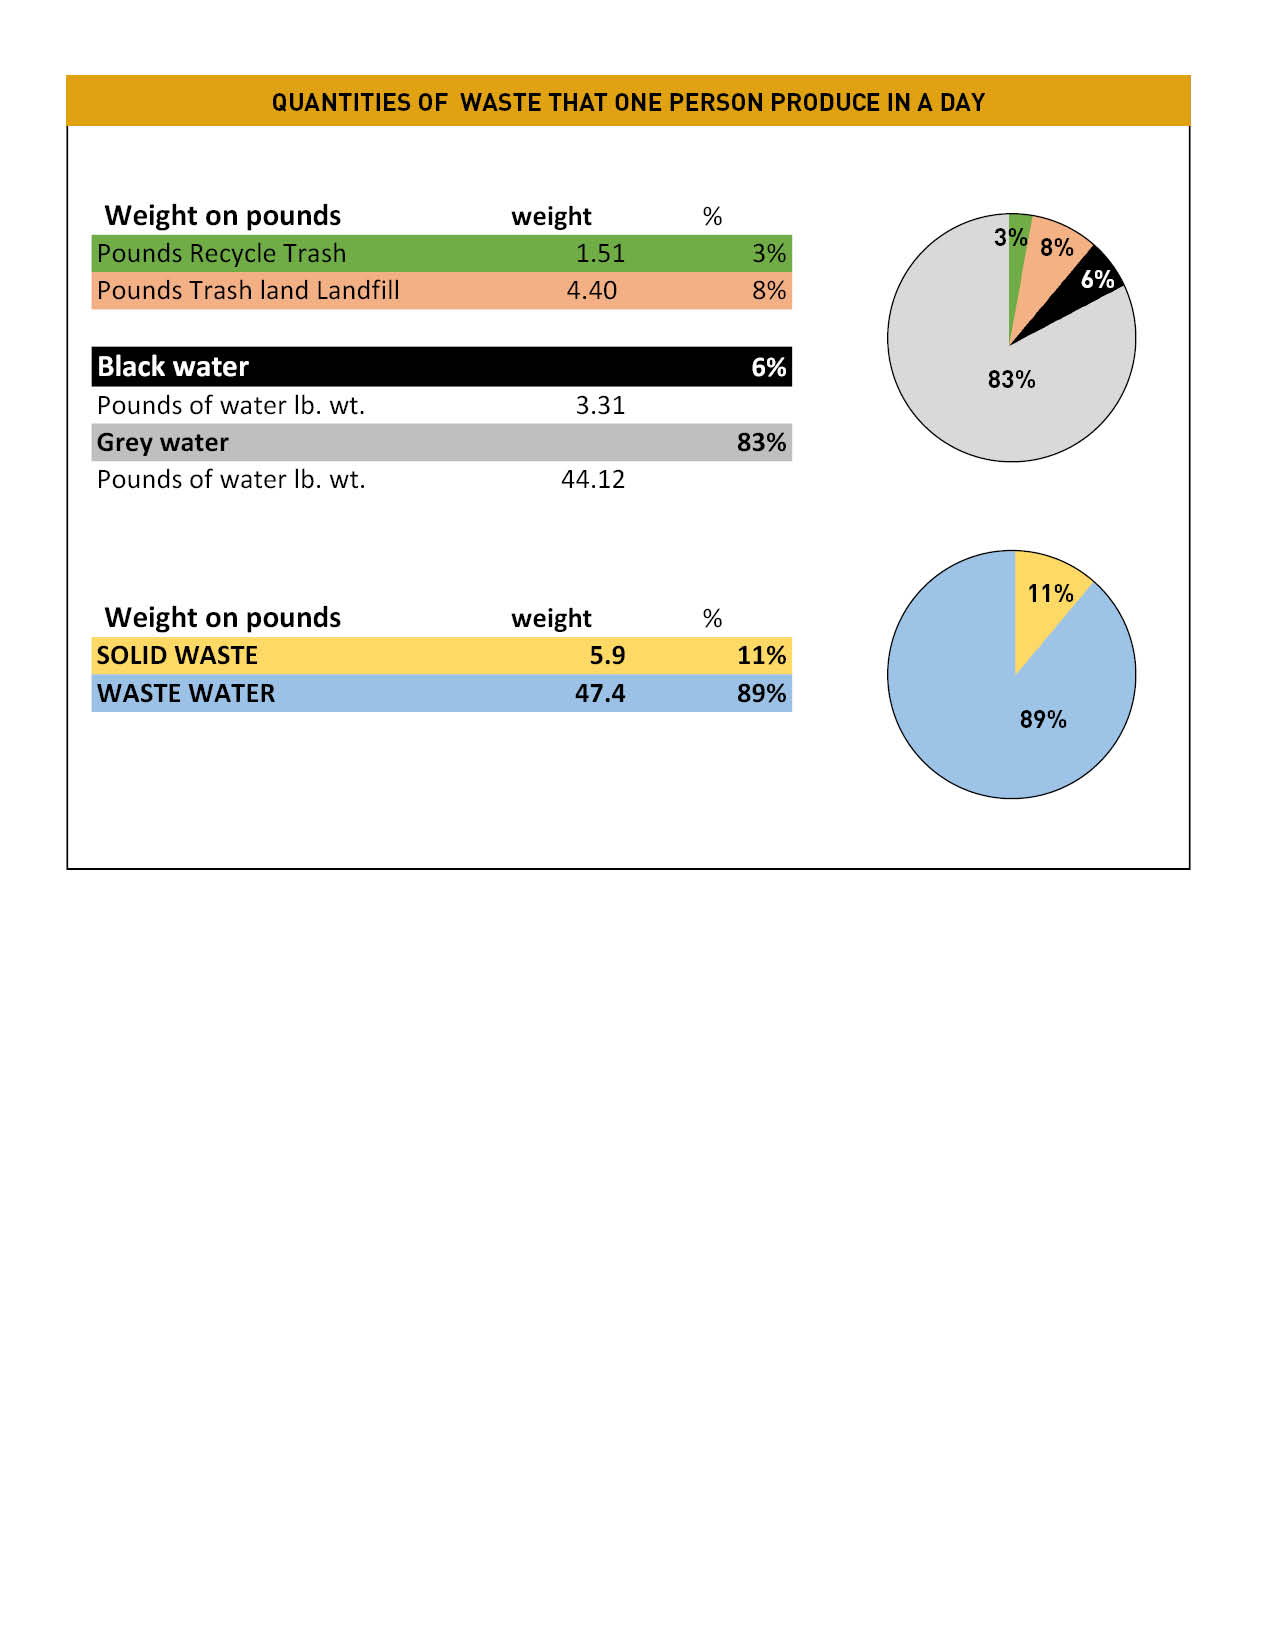 QUANTITIES OF  WASTE THAT ONE PERSON PRODUCE IN A DAY
Weight on pounds weight %
Pounds Recycle Trash 1.51 3%
Pounds Trash land Landfill 4.40 8%
Black water 6%
Pounds of water lb. wt. 3.31
Grey water 83%
Pounds of water lb. wt. 44.12
3%
8%
6%
83%
Weight on pounds weight %
SOLID WASTE 5.9 11%
WASTE WATER 47.4 89%
11%
89%